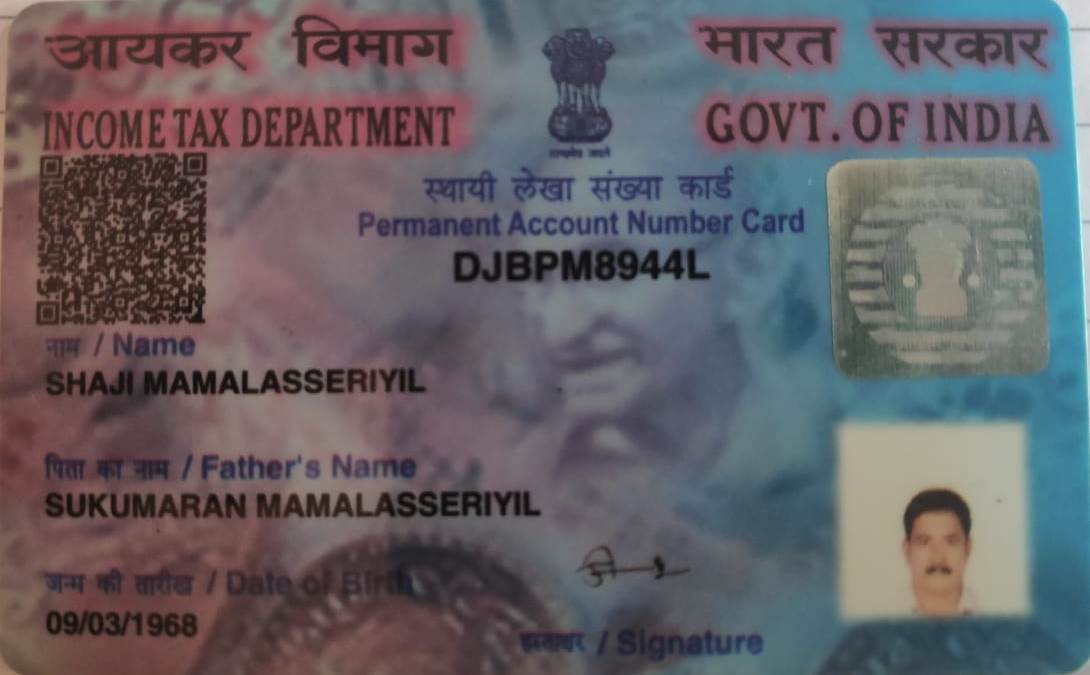 आयकर विभाग
INCOME TAX DEPARTMENT
भारत सरकार
GOVT. OF INDIA
सत्यमेव जयते
स्थायी लेखा संख्या कार्ड
Permanent Account Number Card
DJBPM8944L
नाम / Name
SHAJI MAMALASSERIYIL
पिता का नाम / Father's Name
SUKUMARAN MAMALASSERIYIL
जन्म की तारीख / Date of Birth
09/03/1968
हस्ताक्षर / Signature